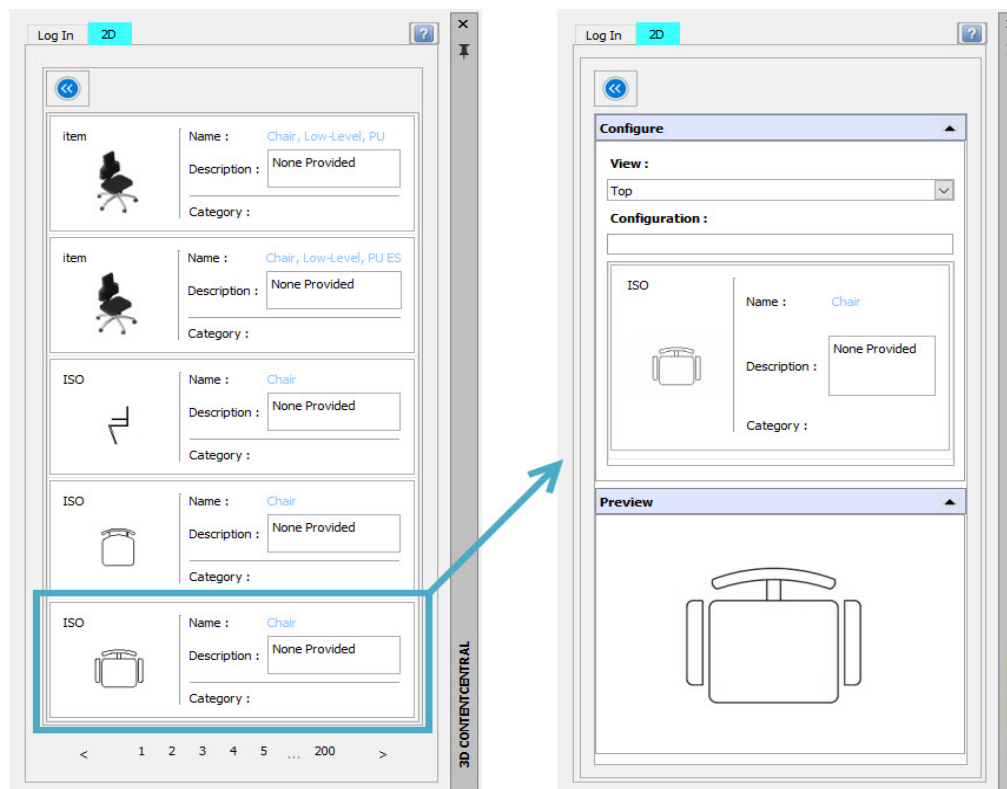 Log In 2D
item
Name : Chair, Low-Level, PU
Description : None Provided
Category :
item
Name : Chair, Low-Level, PU ES
Description : None Provided
Category :
ISO
Name : Chair
Description : None Provided
Category :
ISO
Name : Chair
Description : None Provided
Category :
ISO
Name : Chair
Description : None Provided
Category :
< 1 2 3 4 5 ... 200 >
3D CONTENTCENTRAL
Log In 2D
Configure
View :
Top
Configuration :
ISO
Name : Chair
Description : None Provided
Category :
Preview